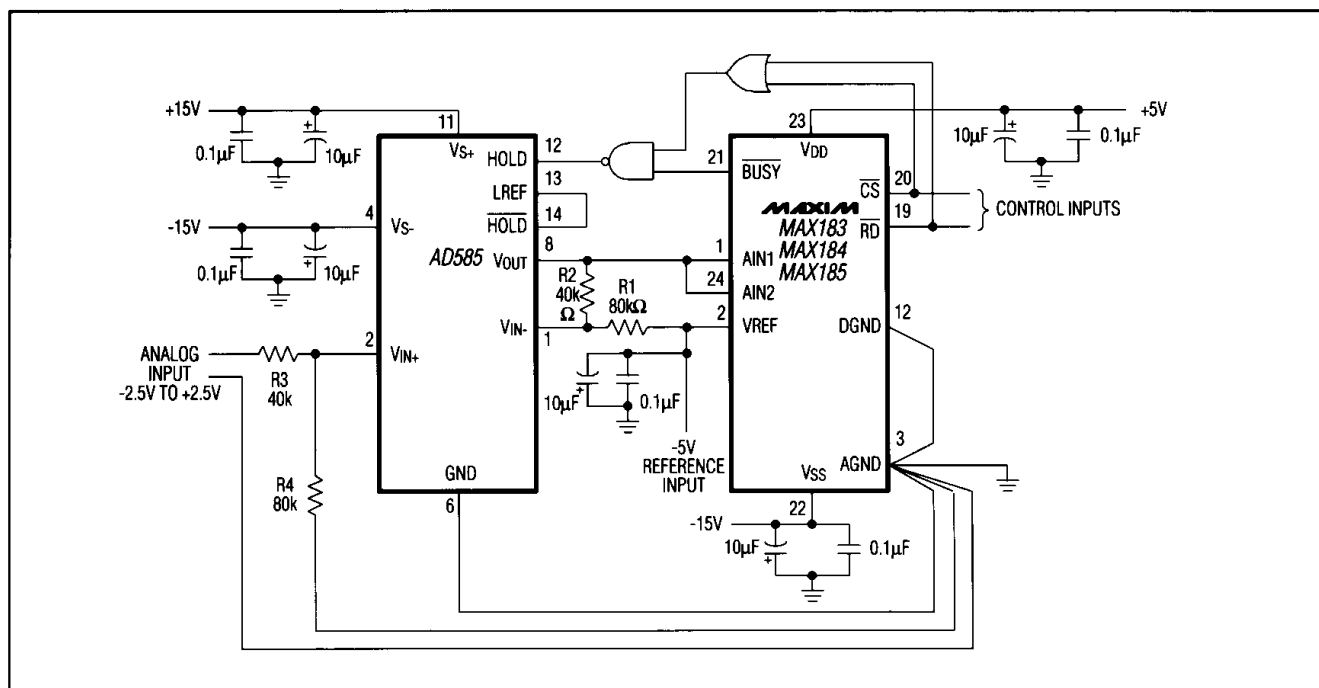 +15V
0.1µF
10µF
11
VS+
-15V
4
VS-
0.1µF
10µF
ANALOG
INPUT
-2.5V TO +2.5V
R3
40k
2
VIN+
R4
80k
GND
6
AD585
HOLD
12
LREF
13
HOLD
14
VOUT
8
VIN-
1
R2
40k
Ω
R1
80kΩ
10µF
0.1µF
-5V
REFERENCE
INPUT
21
BUSY
1
AIN1
24
AIN2
2
VREF
23
VDD
MAXIM
MAX183
MAX184
MAX185
CS
20
RD
19
CONTROL INPUTS
DGND
12
AGND
3
VSS
22
-15V
10µF
0.1µF
+5V
10µF
0.1µF